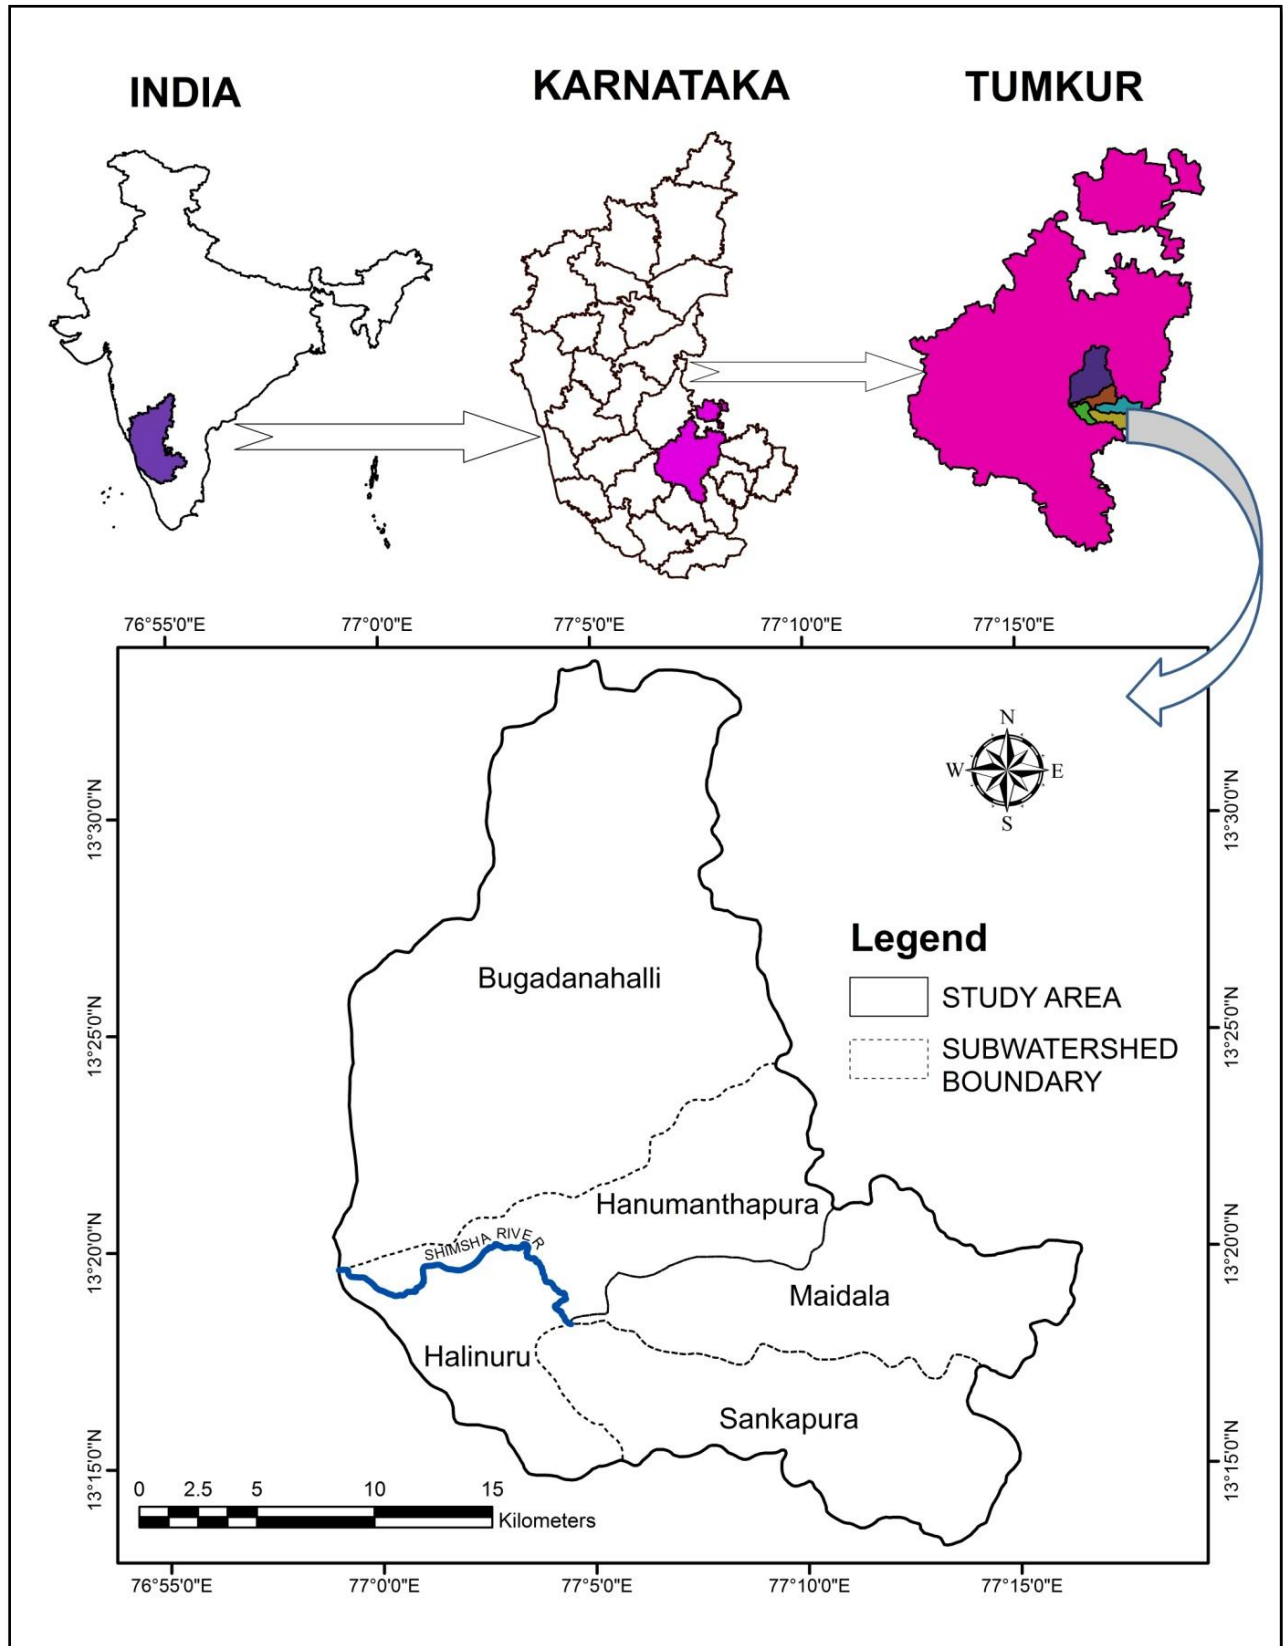 INDIA
KARNATAKA
TUMKUR
76°55'0"E
77°0'0"E
77°5'0"E
77°10'0"E
77°15'0"E
N
W
E
S
13°30'0"N
13°30'0"N
Legend
Bugadanahalli
STUDY AREA
13°25'0"N
13°25'0"N
SUBWATERSHED
BOUNDARY
Hanumanthapura
SHIMSHA RIVER
13°20'0"N
13°20'0"N
Maidala
Halinuru
Sankapura
13°15'0"N
13°15'0"N
0 2.5 5 10 15
Kilometers
76°55'0"E
77°0'0"E
77°5'0"E
77°10'0"E
77°15'0"E